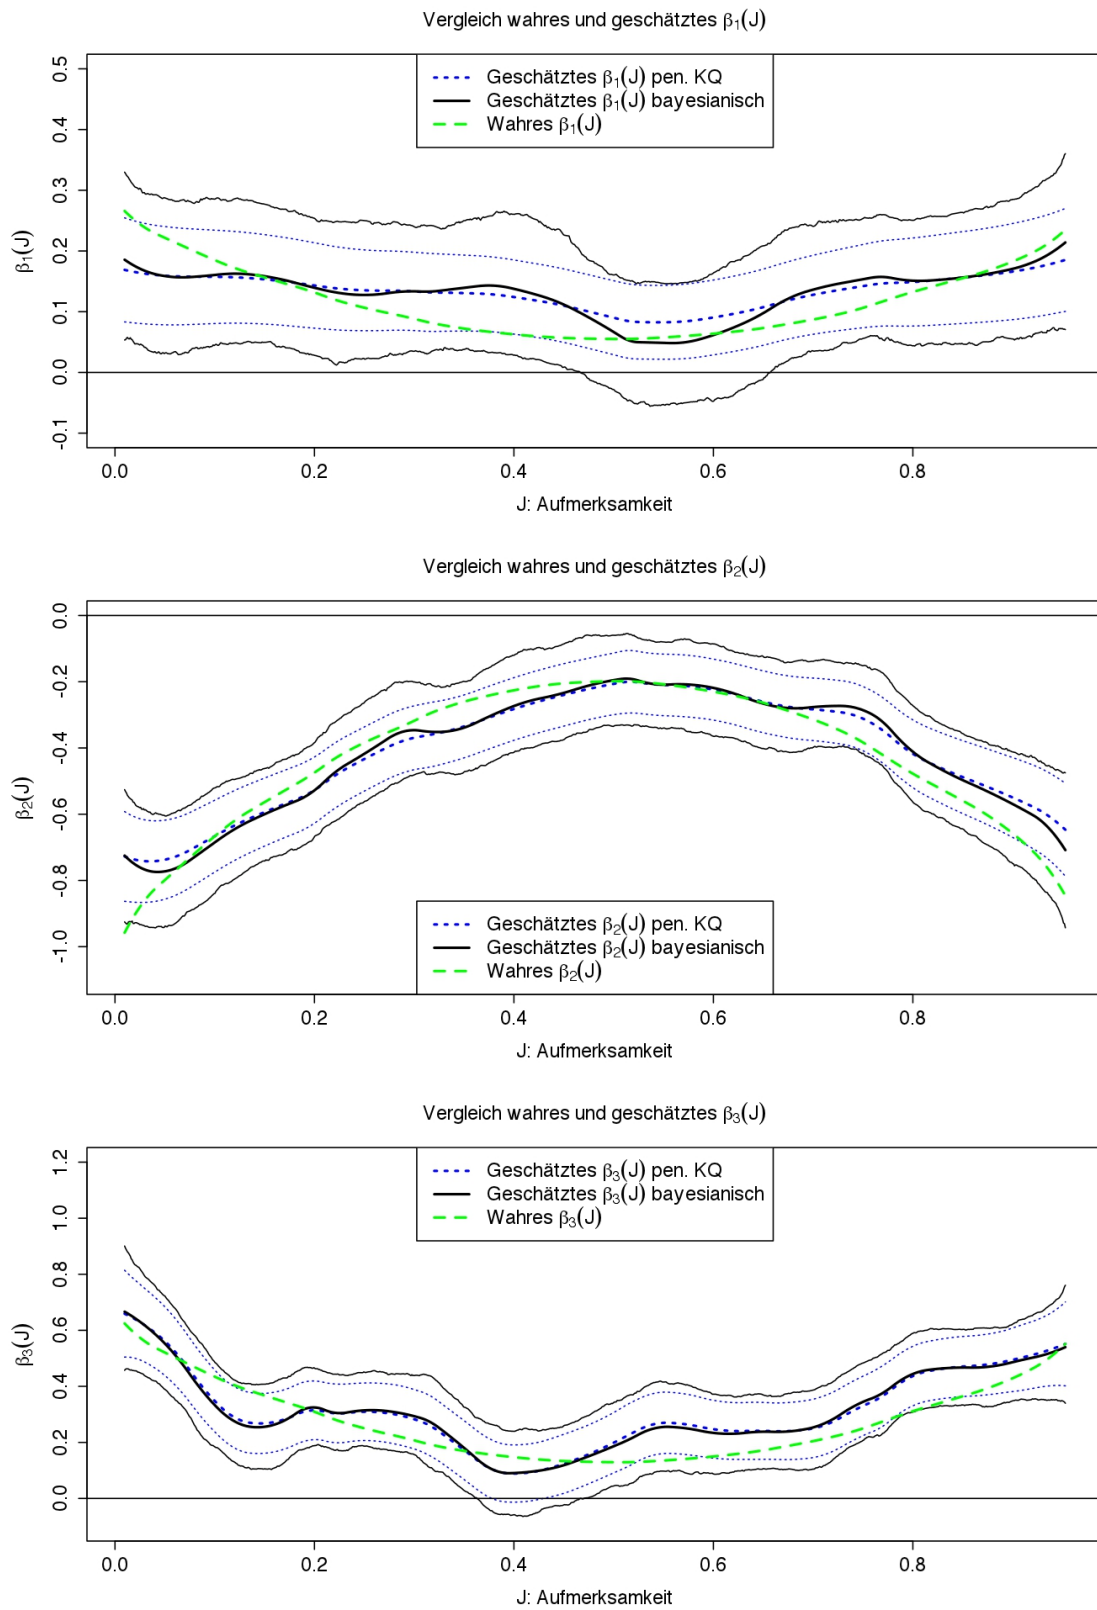 Vergleich wahres und geschätztes β₁(J)
Geschätztes β₁(J) pen. KQ
Geschätztes β₁(J) bayesianisch
Wahres β₁(J)
0.5
0.4
0.3
0.2
0.1
0.0
-0.1
β₁(J)
0.0 0.2 0.4 0.6 0.8
J: Aufmerksamkeit
Vergleich wahres und geschätztes β₂(J)
0.0
-0.2
-0.4
-0.6
-0.8
-1.0
β₂(J)
Geschätztes β₂(J) pen. KQ
Geschätztes β₂(J) bayesianisch
Wahres β₂(J)
0.0 0.2 0.4 0.6 0.8
J: Aufmerksamkeit
Vergleich wahres und geschätztes β₃(J)
Geschätztes β₃(J) pen. KQ
Geschätztes β₃(J) bayesianisch
Wahres β₃(J)
1.2
1.0
0.8
0.6
0.4
0.2
0.0
β₃(J)
0.0 0.2 0.4 0.6 0.8
J: Aufmerksamkeit